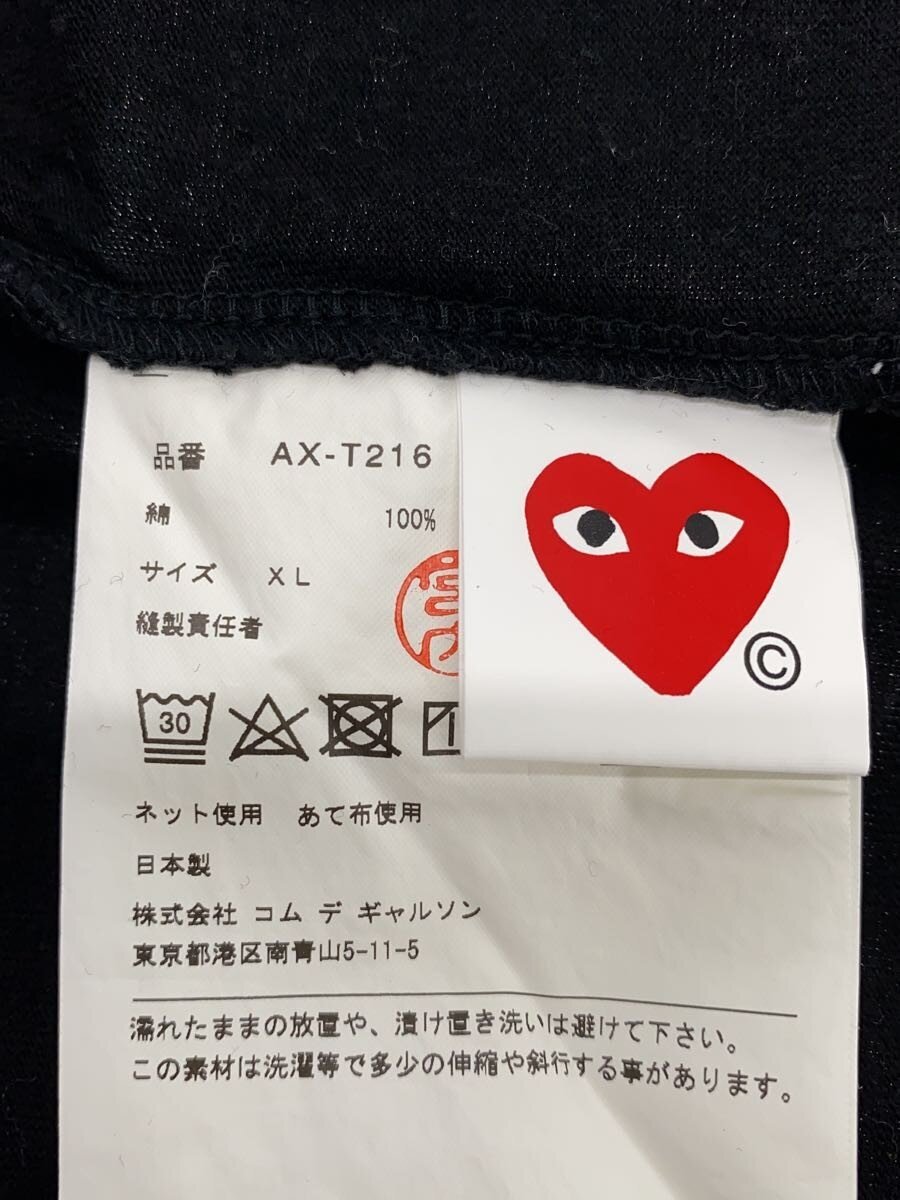 品番 AX-T216
綿 100%
サイズ XL
縫製責任者
30
©
ネット使用 あて布使用
日本製
株式会社 コム デ ギャルソン
東京都港区南青山5-11-5
濡れたままの放置や、漬け置き洗いは避けて下さい。
この素材は洗濯等で多少の伸縮や斜行する事があります。